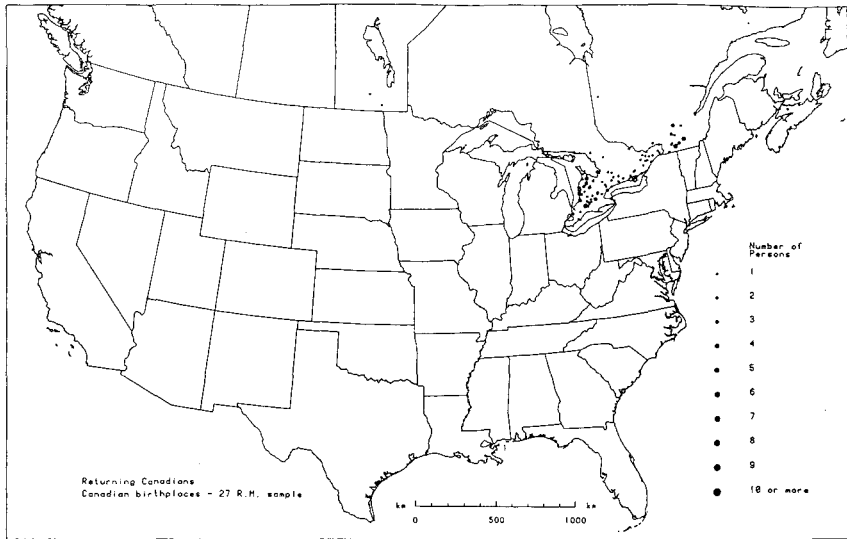 Number of
Persons
1
2
3
4
5
6
7
8
9
10 or more
Returning Canadians
Canadian birthplaces - 27 R.M. sample
km 0 500 1000 km